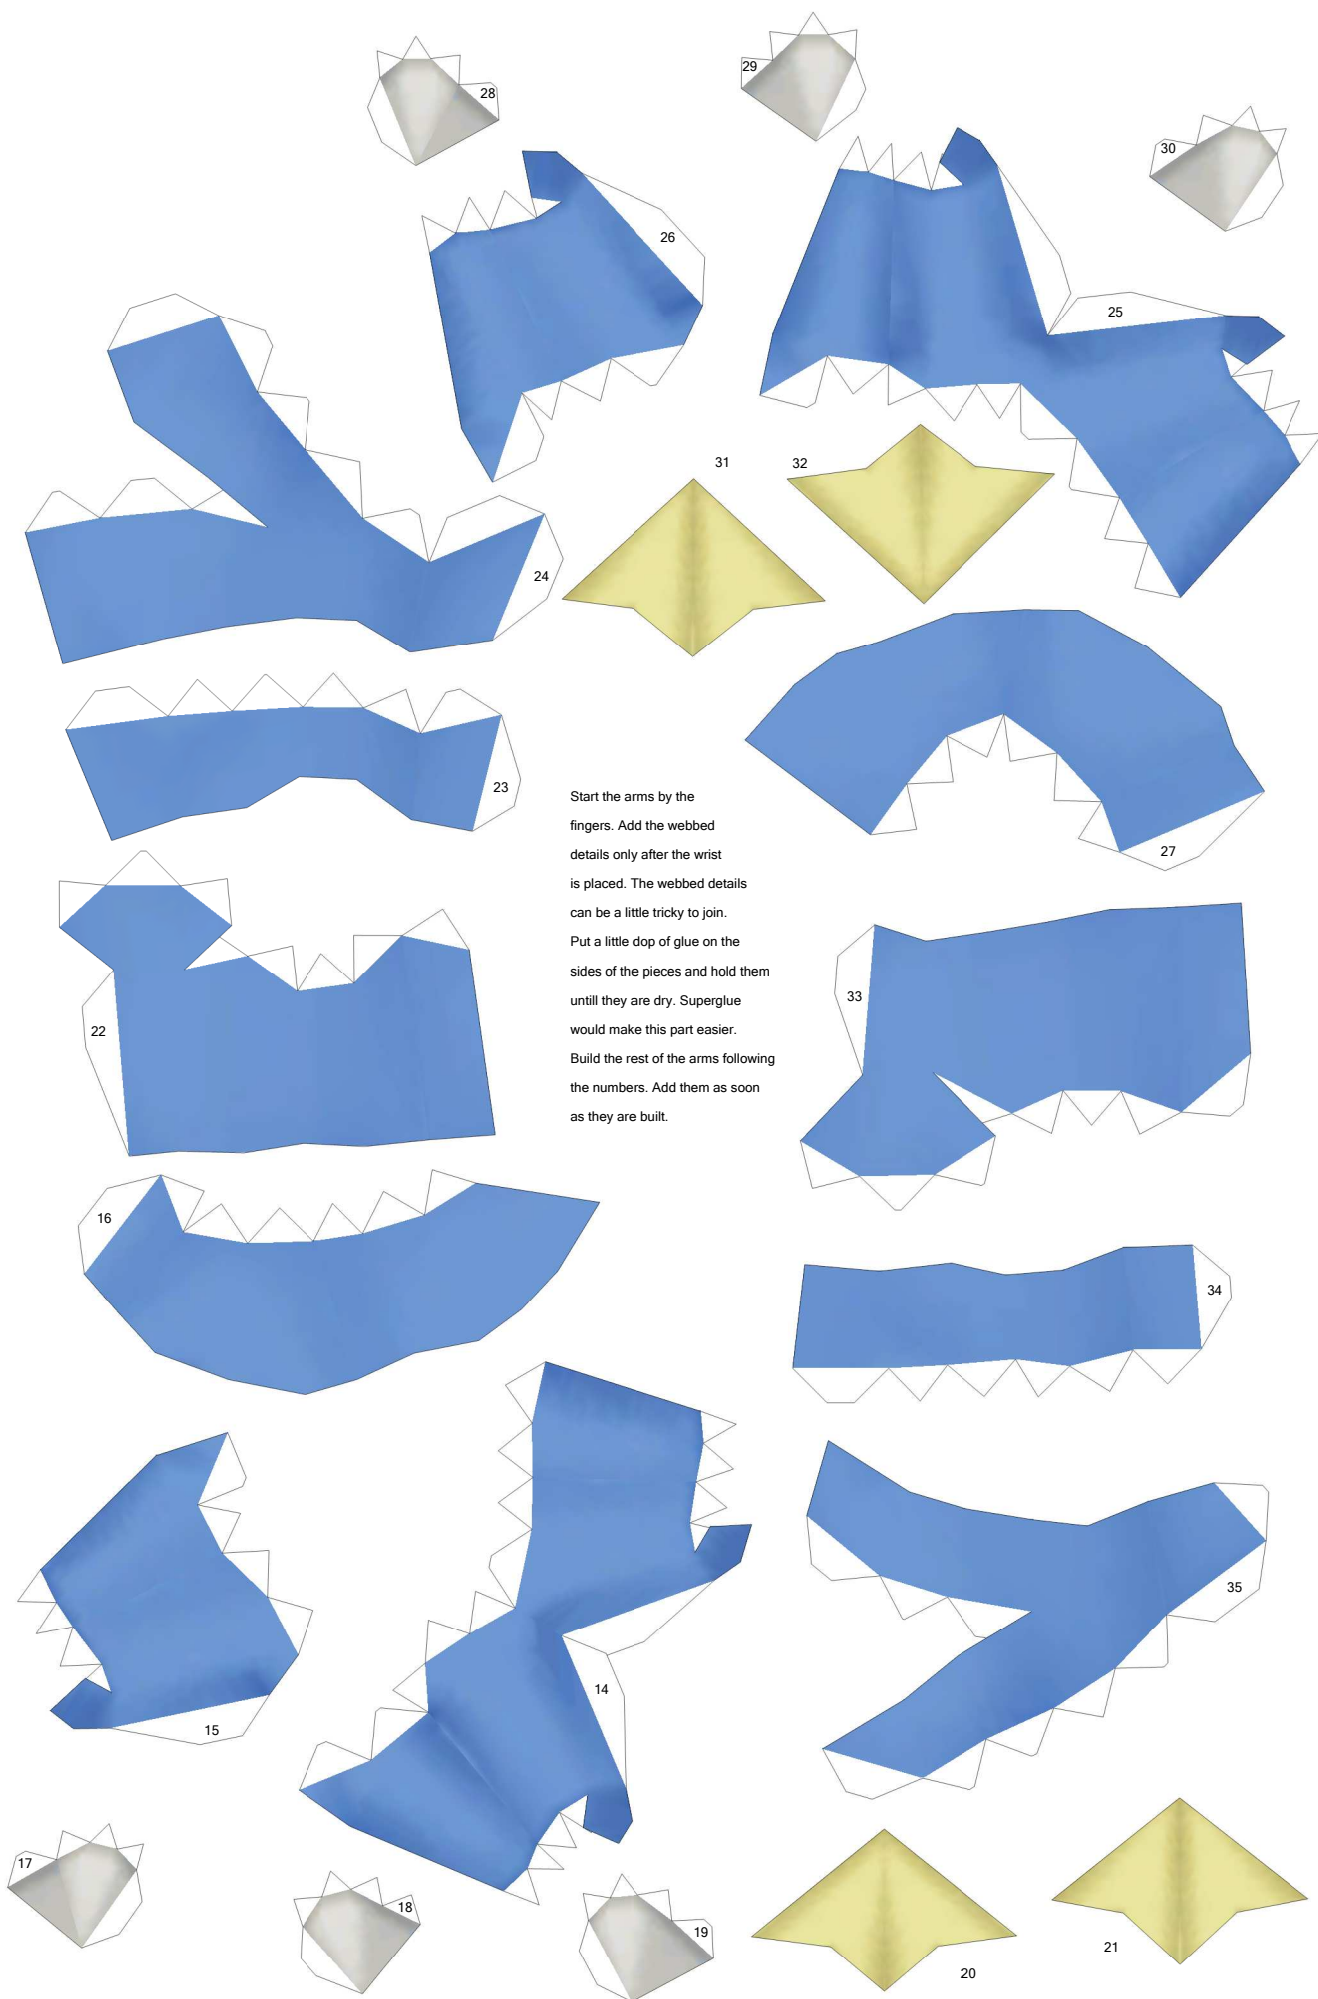 29
28
30
26
25
31
32
24
23
27
Start the arms by the
fingers. Add the webbed
details only after the wrist
is placed. The webbed details
can be a little tricky to join.
Put a little dop of glue on the
sides of the pieces and hold them
untill they are dry. Superglue
would make this part easier.
Build the rest of the arms following
the numbers. Add them as soon
as they are built.
22
33
16
34
35
14
15
17
18
19
20
21